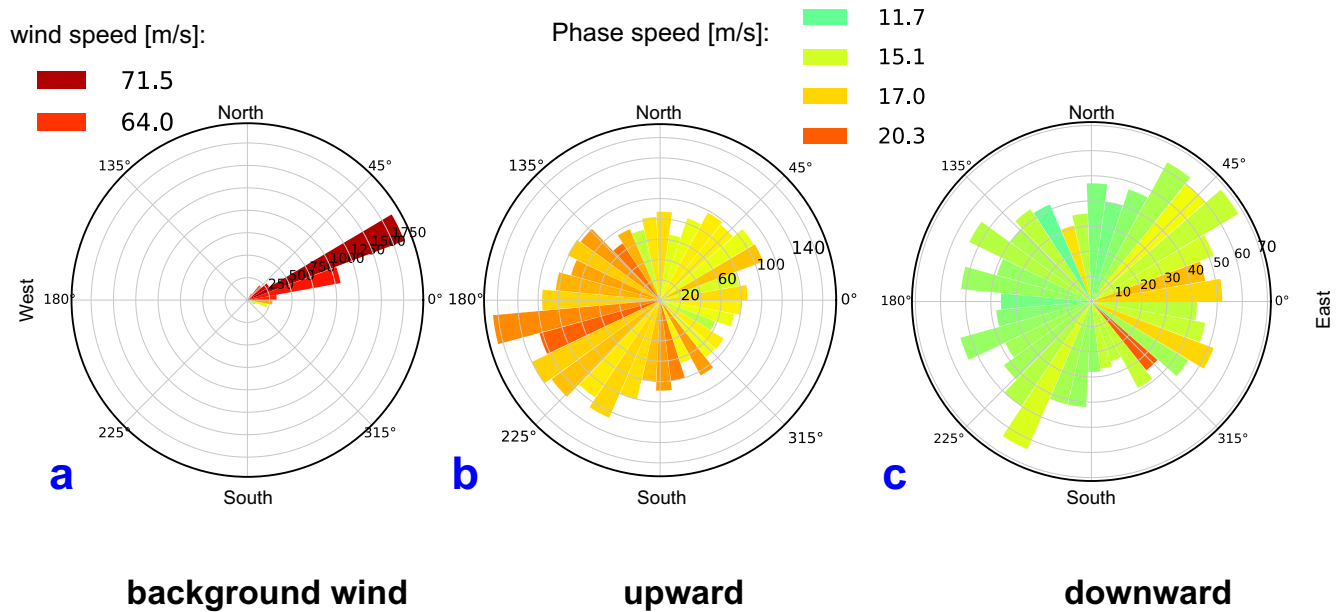 wind speed [m/s]:
71.5
64.0
Phase speed [m/s]:
11.7
15.1
17.0
20.3
North
135°
45°
West
180°
0°
225°
315°
South
250
500
750
1000
1250
1500
1750
a
North
135°
45°
180°
0°
225°
315°
South
20
60
100
140
b
North
135°
45°
180°
0°
East
225°
315°
South
10
20
30
40
50
60
70
c
background wind
upward
downward